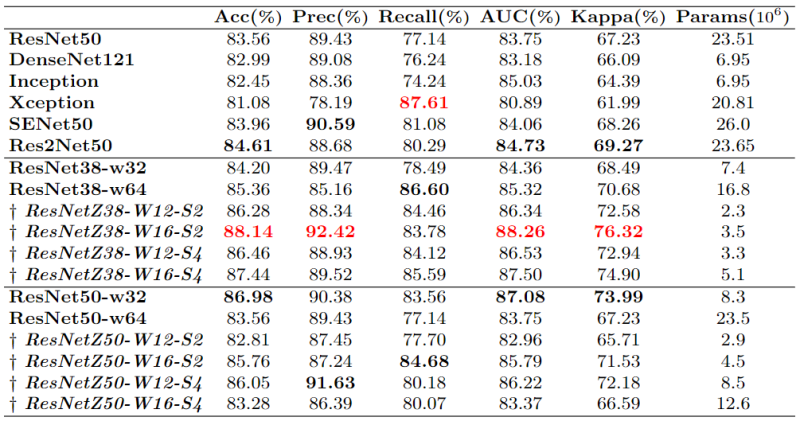 Acc(%) Prec(%) Recall(%) AUC(%) Kappa(%) Params(10^6)
ResNet50 83.56 89.43 77.14 83.75 67.23 23.51
DenseNet121 82.99 89.08 76.24 83.18 66.09 6.95
Inception 82.45 88.36 74.24 85.03 64.39 6.95
Xception 81.08 78.19 87.61 80.89 61.99 20.81
SENet50 83.96 90.59 81.08 84.06 68.26 26.0
Res2Net50 84.61 88.68 80.29 84.73 69.27 23.65
ResNet38-w32 84.20 89.47 78.49 84.36 68.49 7.4
ResNet38-w64 85.36 85.16 86.60 85.32 70.68 16.8
† ResNetZ38-W12-S2 86.28 88.34 84.46 86.34 72.58 2.3
† ResNetZ38-W16-S2 88.14 92.42 83.78 88.26 76.32 3.5
† ResNetZ38-W12-S4 86.46 88.93 84.12 86.53 72.94 3.3
† ResNetZ38-W16-S4 87.44 89.52 85.59 87.50 74.90 5.1
ResNet50-w32 86.98 90.38 83.56 87.08 73.99 8.3
ResNet50-w64 83.56 89.43 77.14 83.75 67.23 23.5
† ResNetZ50-W12-S2 82.81 87.45 77.70 82.96 65.71 2.9
† ResNetZ50-W16-S2 85.76 87.24 84.68 85.79 71.53 4.5
† ResNetZ50-W12-S4 86.05 91.63 80.18 86.22 72.18 8.5
† ResNetZ50-W16-S4 83.28 86.39 80.07 83.37 66.59 12.6